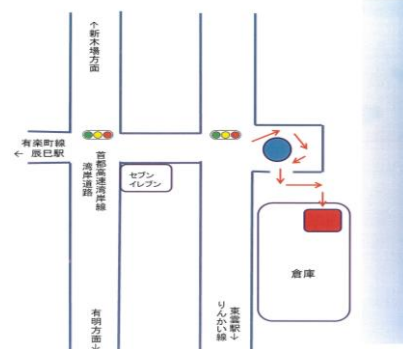 ↑新木場方面
有楽町線
← 辰巳駅
首都高速湾岸線
湾岸道路
セブン
イレブン
倉庫
有明方面↓
東雲駅↓
りんかい線